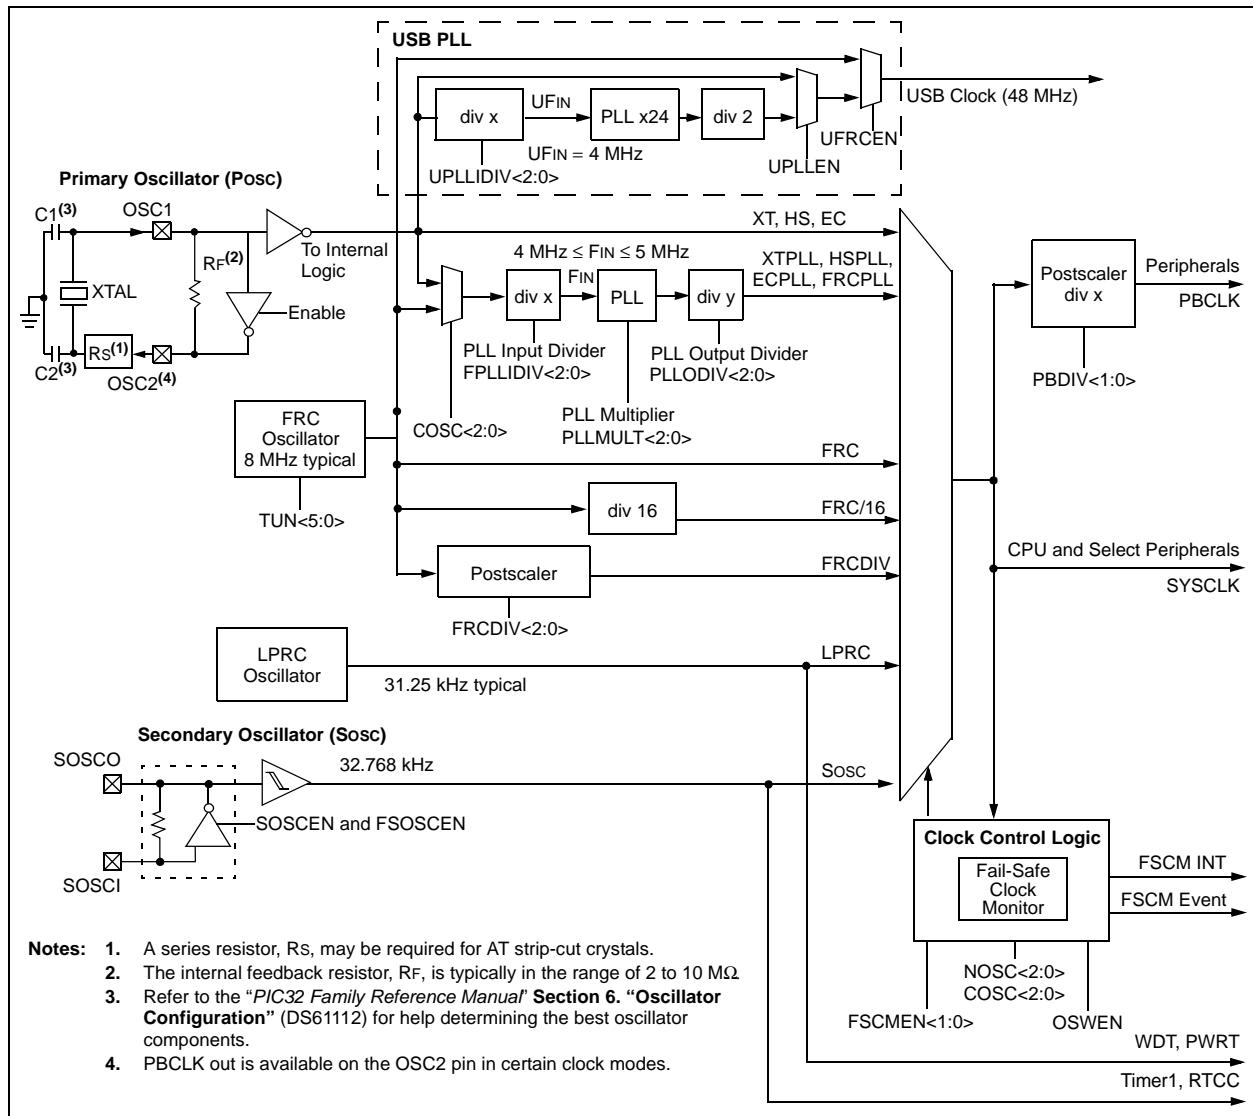 USB PLL
USB Clock (48 MHz)
div x
UFIN
PLL x24
div 2
UFIN = 4 MHz
UFRCEN
UPLLEN
UPLLIDIV<2:0>
Primary Oscillator (POSC)
C1(3)
OSC1
XT, HS, EC
To Internal
Logic
RF(2)
4 MHz ≤ FIN ≤ 5 MHz
XTPLL, HSPLL,
ECPLL, FRCPLL
FIN
div x
PLL
div y
Postscaler
div x
Peripherals
PBCLK
XTAL
Enable
RS(1)
C2(3)
OSC2(4)
PLL Input Divider
FPLLIDIV<2:0>
PLL Output Divider
PLLODIV<2:0>
PBDIV<1:0>
COSC<2:0>
PLL Multiplier
PLLMULT<2:0>
FRC
Oscillator
8 MHz typical
FRC
TUN<5:0>
div 16
FRC/16
CPU and Select Peripherals
SYSCLK
Postscaler
FRCDIV
FRCDIV<2:0>
LPRC
Oscillator
LPRC
31.25 kHz typical
Secondary Oscillator (SOSC)
SOSCO
32.768 kHz
SOSC
SOSCEN and FSOSCEN
SOSCI
Clock Control Logic
Fail-Safe
Clock
Monitor
FSCM INT
FSCM Event
NOSC<2:0>
COSC<2:0>
FSCMEN<1:0>
OSWEN
WDT, PWRT
Timer1, RTCC
Notes: 1. A series resistor, RS, may be required for AT strip-cut crystals.
2. The internal feedback resistor, RF, is typically in the range of 2 to 10 MΩ
3. Refer to the “PIC32 Family Reference Manual” Section 6. “Oscillator
Configuration” (DS61112) for help determining the best oscillator
components.
4. PBCLK out is available on the OSC2 pin in certain clock modes.